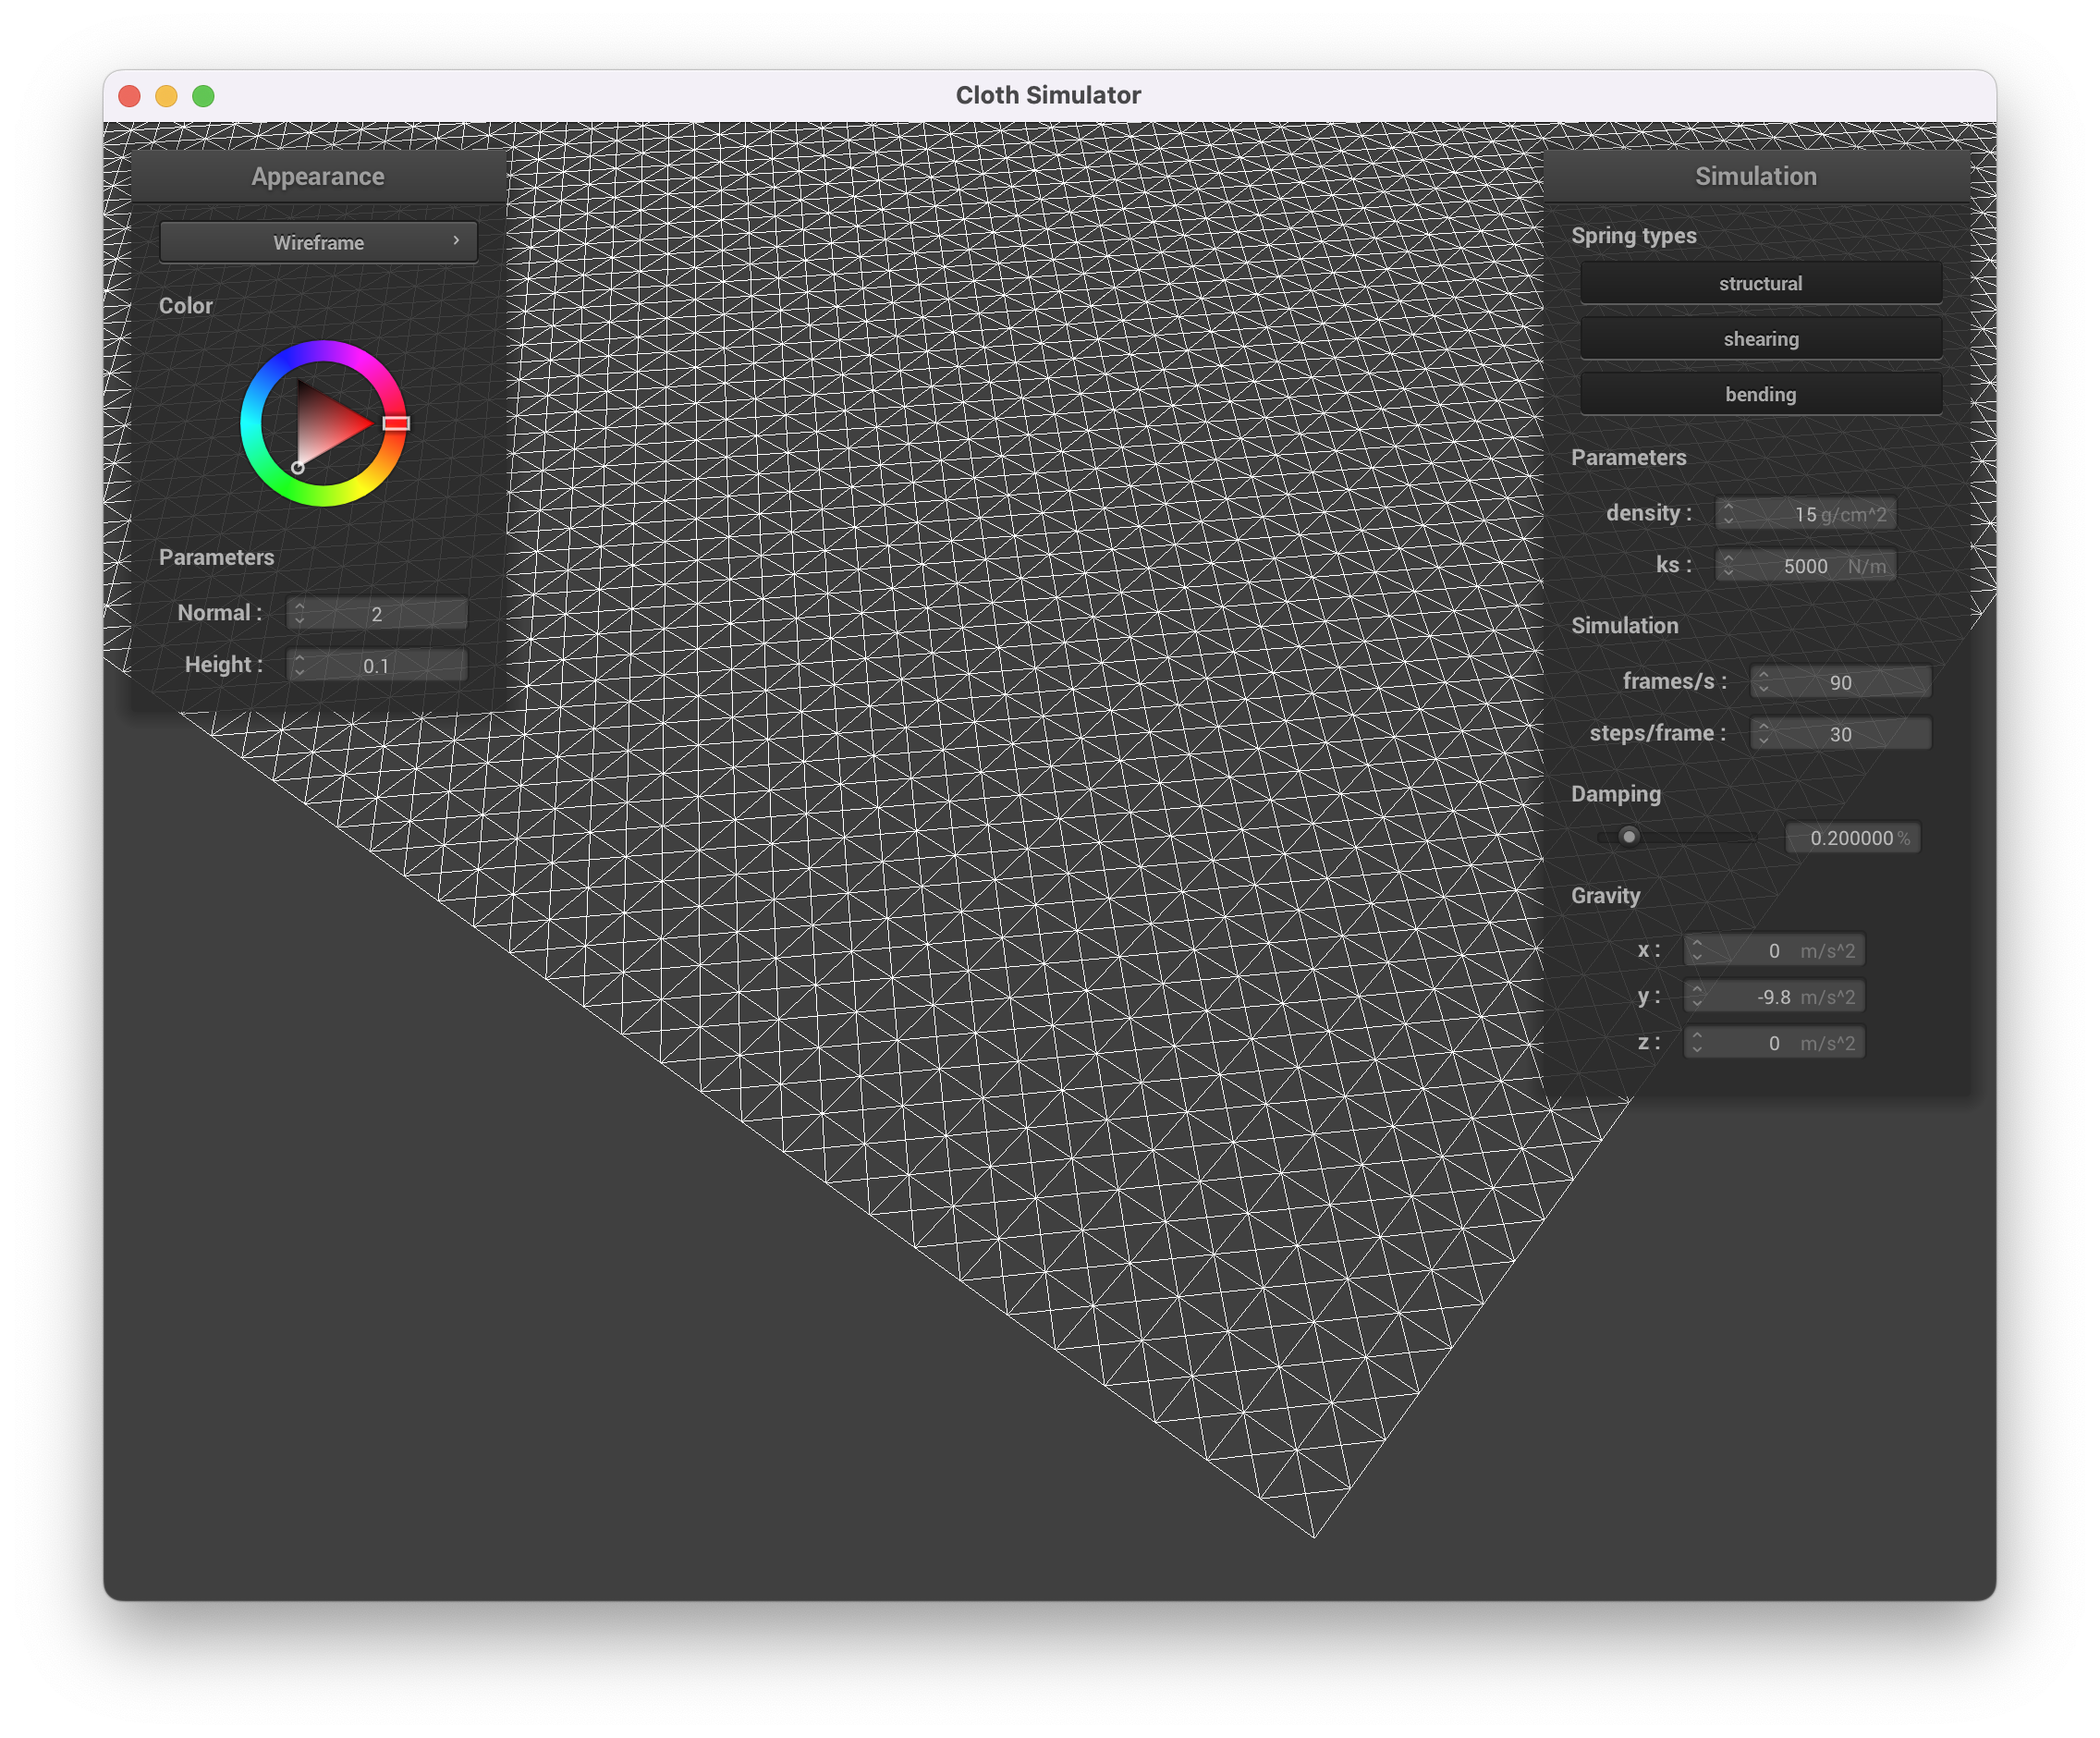 Cloth Simulator
Appearance
Wireframe
Color
Parameters
Normal : 2
Height : 0.1
Simulation
Spring types
structural
shearing
bending
Parameters
density : 15 g/cm^2
ks : 5000 N/m
Simulation
frames/s : 90
steps/frame : 30
Damping
0.200000 %
Gravity
x : 0 m/s^2
y : -9.8 m/s^2
z : 0 m/s^2